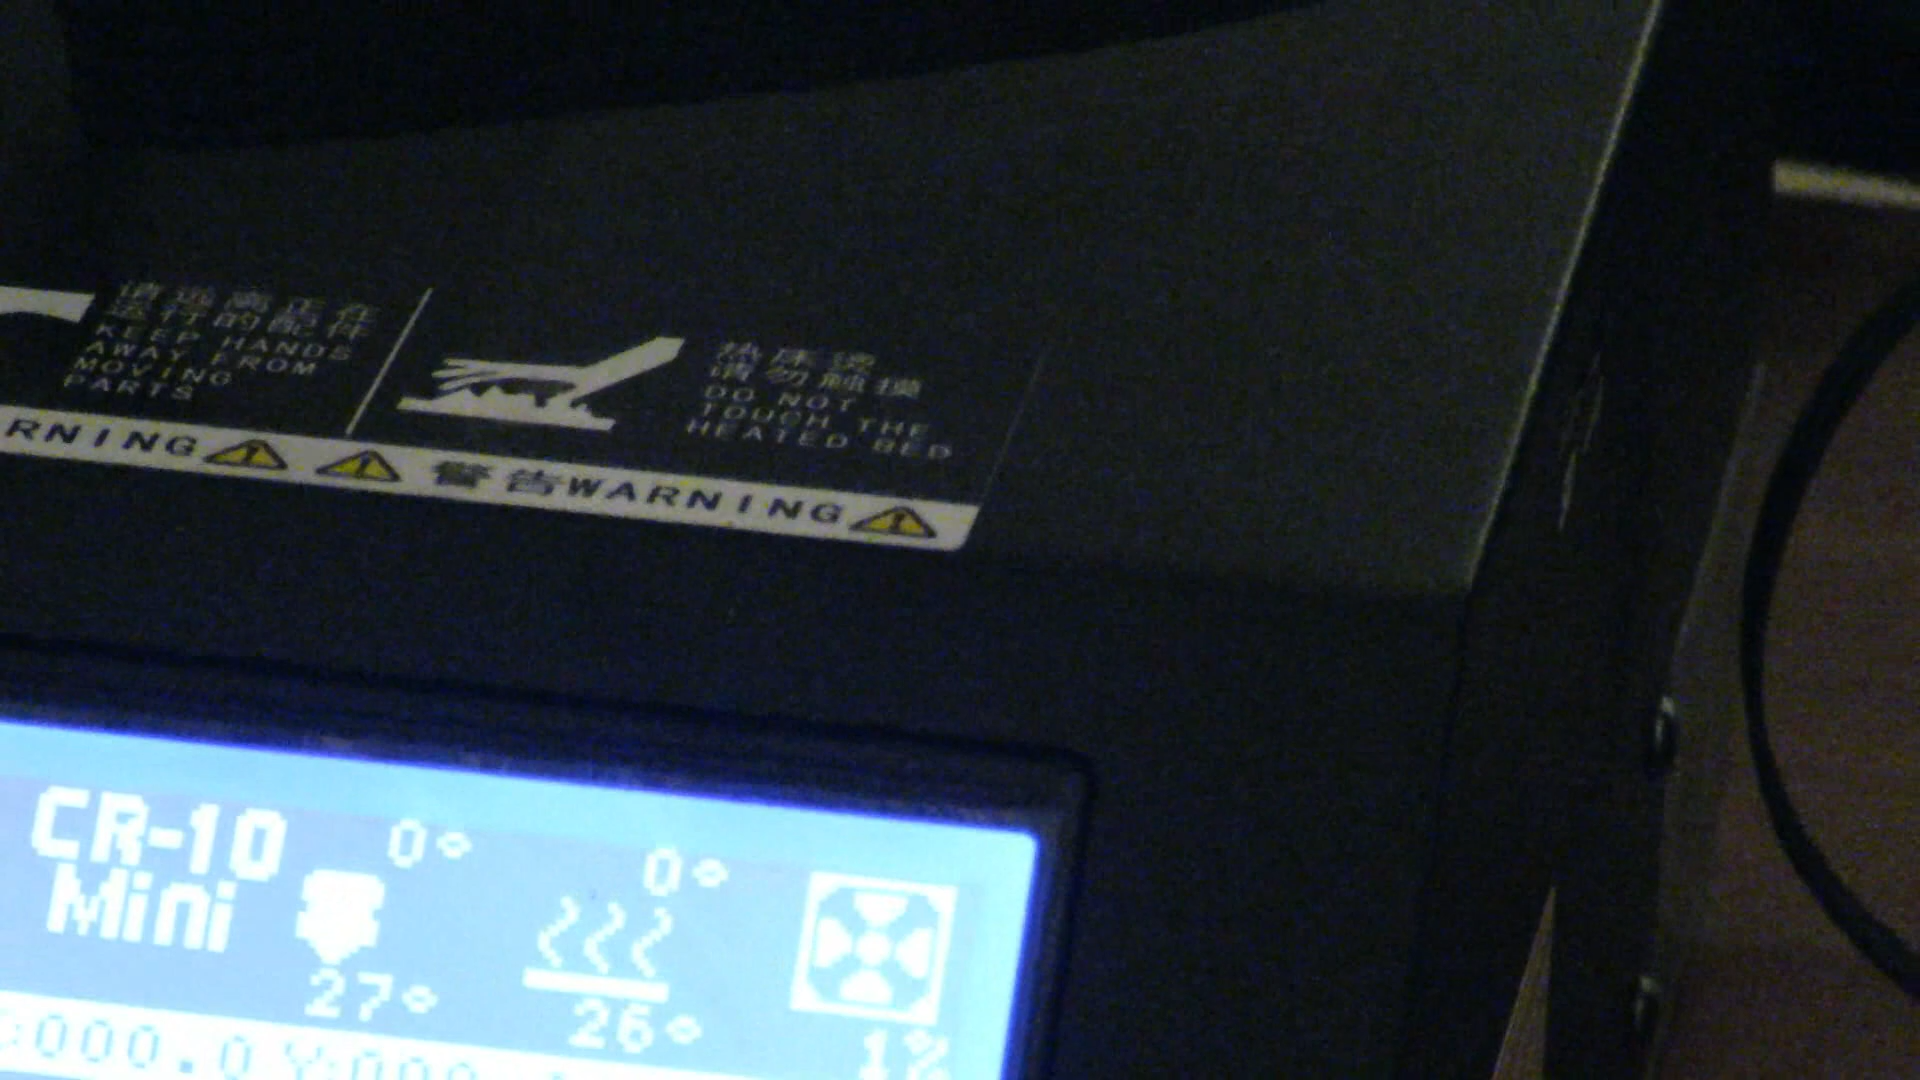 请远离正在
运行的配件
KEEP HANDS
AWAY FROM
MOVING
PARTS
热床烫
请勿触摸
DO NOT
TOUCH THE
HEATED BED
RNING
警告WARNING
CR-10
Mini
0°
0°
27°
26°
1%
:000.0 Y:000